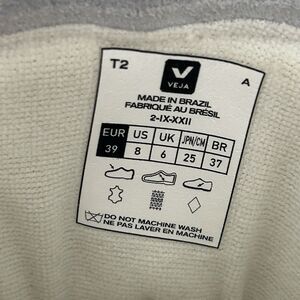 T2
V
VEJA
A
MADE IN BRAZIL
FABRIQUÉ AU BRÉSIL
2-IX-XXII
EUR US UK JPN/CM BR
39 8 6 25 37
DO NOT MACHINE WASH
NE PAS LAVER EN MACHINE